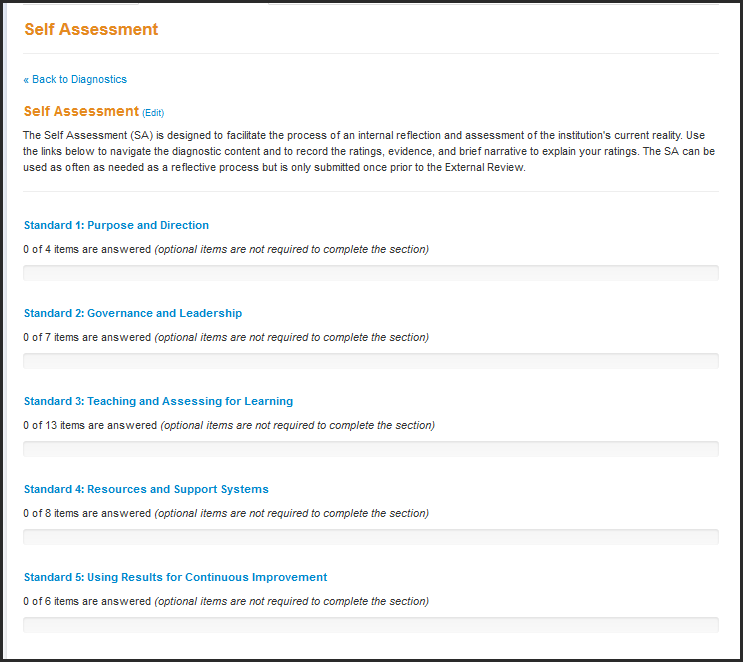 Self Assessment
« Back to Diagnostics
Self Assessment (Edit)
The Self Assessment (SA) is designed to facilitate the process of an internal reflection and assessment of the institution's current reality. Use
the links below to navigate the diagnostic content and to record the ratings, evidence, and brief narrative to explain your ratings. The SA can be
used as often as needed as a reflective process but is only submitted once prior to the External Review.
Standard 1: Purpose and Direction
0 of 4 items are answered (optional items are not required to complete the section)
Standard 2: Governance and Leadership
0 of 7 items are answered (optional items are not required to complete the section)
Standard 3: Teaching and Assessing for Learning
0 of 13 items are answered (optional items are not required to complete the section)
Standard 4: Resources and Support Systems
0 of 8 items are answered (optional items are not required to complete the section)
Standard 5: Using Results for Continuous Improvement
0 of 6 items are answered (optional items are not required to complete the section)